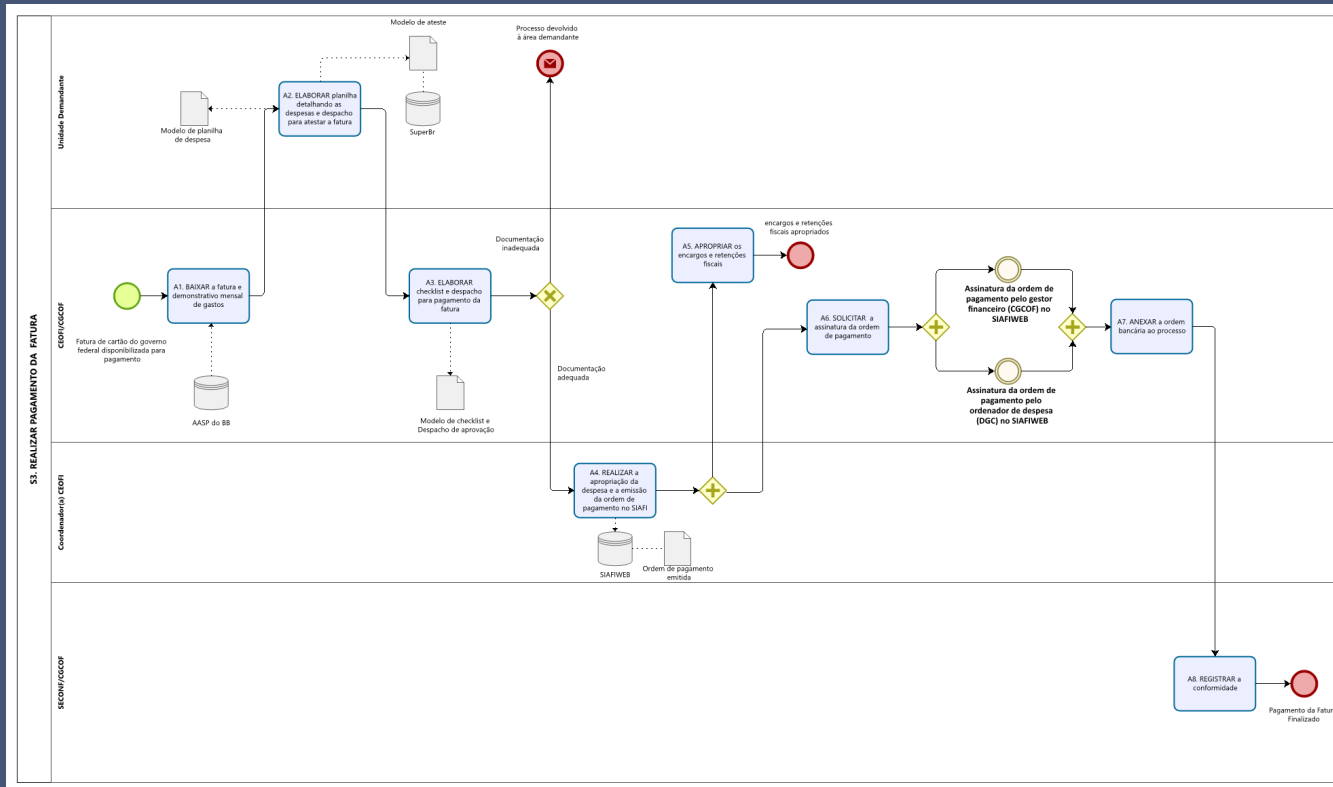 S3. REALIZAR PAGAMENTO DA FATURA
Unidade Demandante
Modelo de ateste
Processo devolvido
à área demandante
A2. ELABORAR planilha
detalhando as
despesas e despacho
para atestar a fatura
Modelo de planilha
de despesa
SuperBr
CEOFI/CGCOF
Fatura de cartão do governo
federal disponibilizada para
pagamento
A1. BAIXAR a fatura e
demonstrativo mensal
de gastos
AASP do BB
A3. ELABORAR
checklist e despacho
para pagamento da
fatura
Modelo de checklist e
Despacho de aprovação
Documentação
inadequada
Documentação
adequada
A5. APROPRIAR os
encargos e retenções
fiscais
encargos e retenções
fiscais apropriados
A6. SOLICITAR a
assinatura da ordem
de pagamento
Assinatura da ordem de
pagamento pelo gestor
financeiro (CGCOF) no
SIAFIWEB
Assinatura da ordem de
pagamento pelo
ordenador de despesa
(DGC) no SIAFIWEB
A7. ANEXAR a ordem
bancária ao processo
Coordenador(a) CEOFI
A4. REALIZAR a
apropriação da
despesa e a emissão
da ordem de
pagamento no SIAFI
SIAFIWEB
Ordem de pagamento
emitida
SECONF/CGCOF
A8. REGISTRAR a
conformidade
Pagamento da Fatur
Finalizado